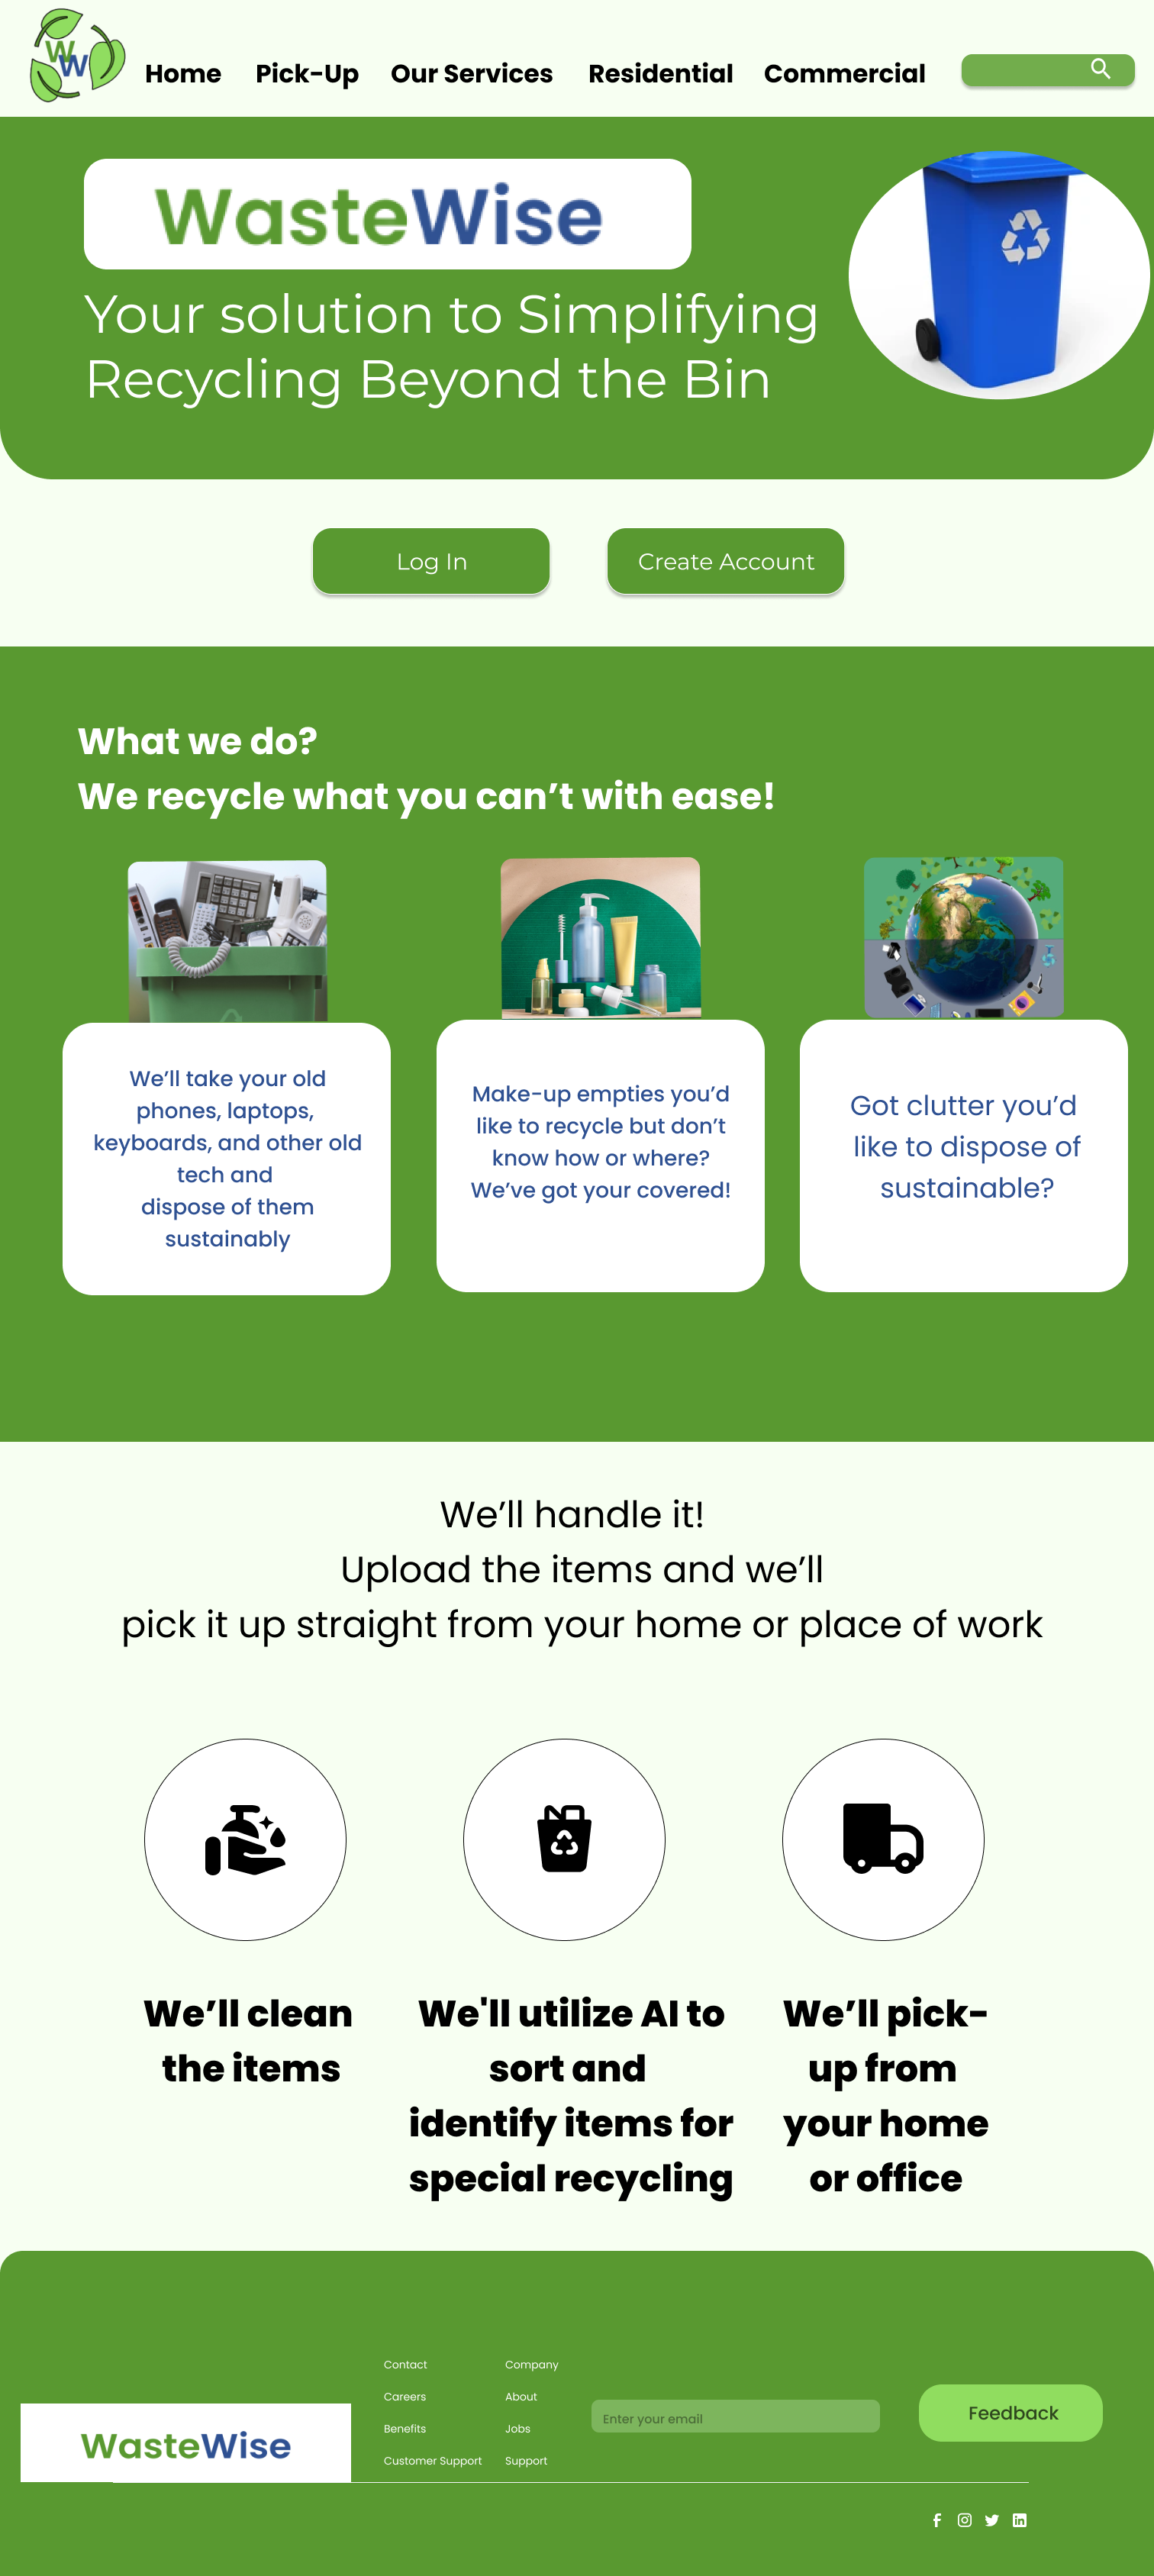 WW
Home Pick-Up Our Services Residential Commercial
WasteWise
Your solution to Simplifying
Recycling Beyond the Bin
Log In
Create Account
What we do?
We recycle what you can’t with ease!
We’ll take your old
phones, laptops,
keyboards, and other old
tech and
dispose of them
sustainably
Make-up empties you’d
like to recycle but don’t
know how or where?
We’ve got your covered!
Got clutter you’d
like to dispose of
sustainable?
We’ll handle it!
Upload the items and we’ll
pick it up straight from your home or place of work
We’ll clean
the items
We'll utilize AI to
sort and
identify items for
special recycling
We’ll pick-
up from
your home
or office
WasteWise
Contact
Careers
Benefits
Customer Support
Company
About
Jobs
Support
Enter your email
Feedback